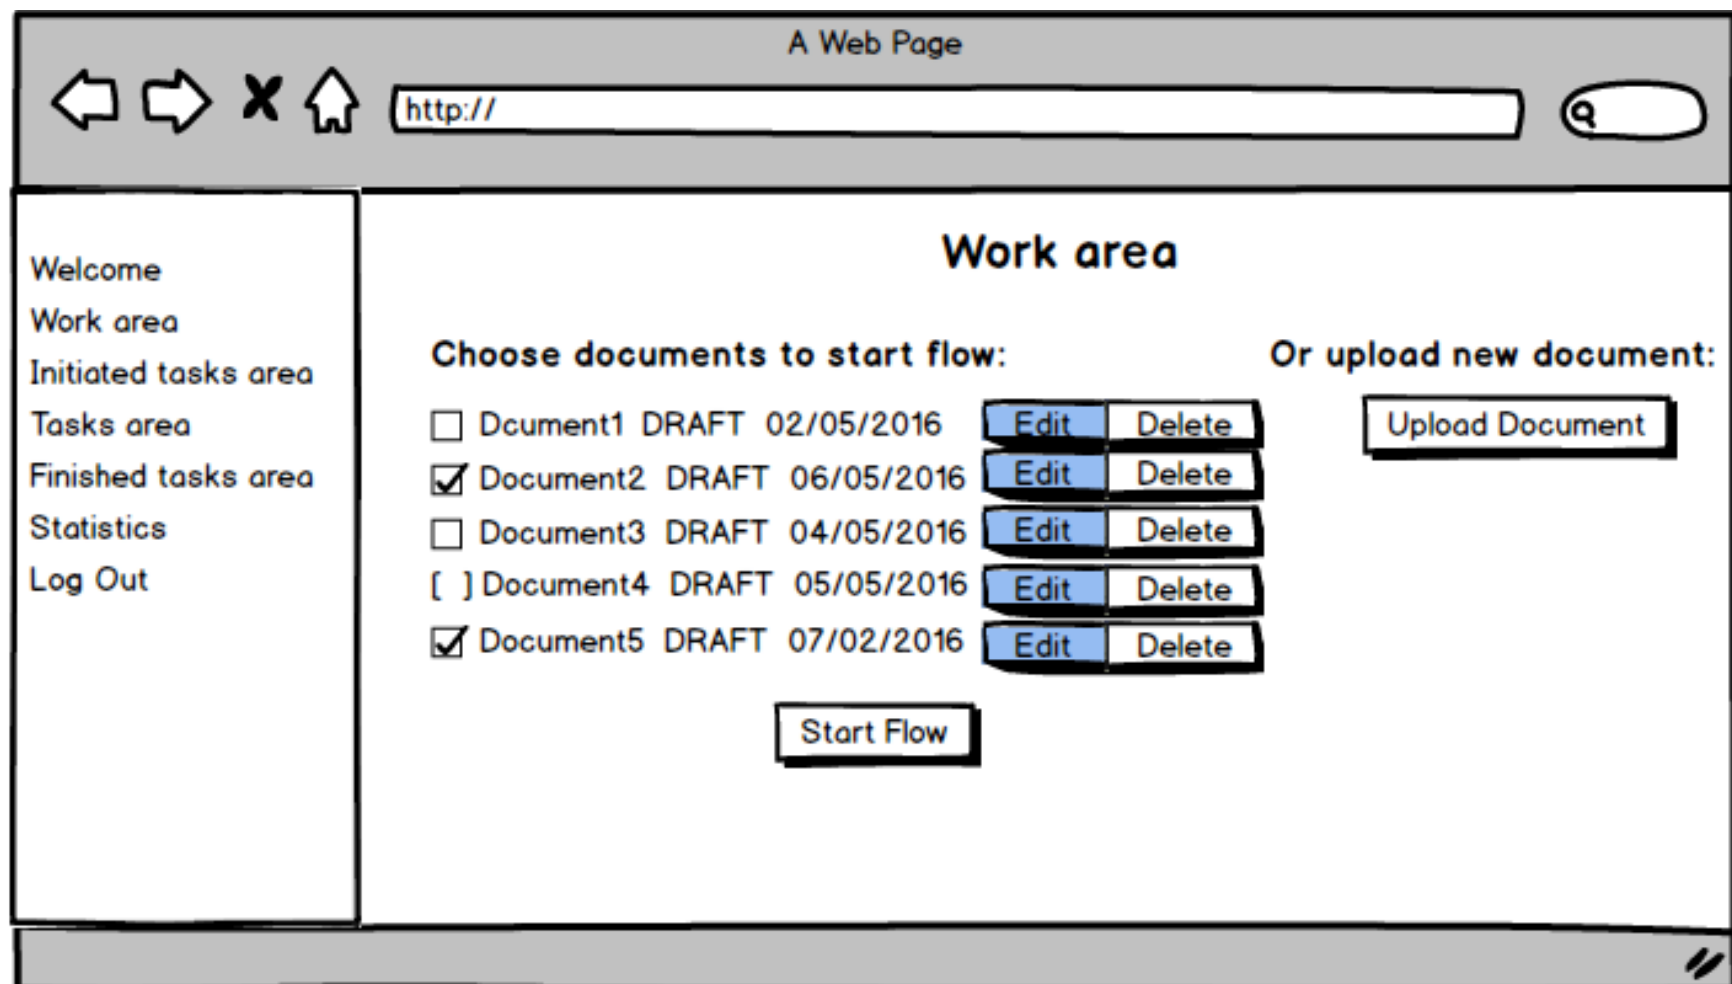 A Web Page
http://
Welcome
Work area
Initiated tasks area
Tasks area
Finished tasks area
Statistics
Log Out
Work area
Choose documents to start flow:
Dcument1 DRAFT 02/05/2016 Edit Delete
Document2 DRAFT 06/05/2016 Edit Delete
Document3 DRAFT 04/05/2016 Edit Delete
[ ] Document4 DRAFT 05/05/2016 Edit Delete
Document5 DRAFT 07/02/2016 Edit Delete
Start Flow
Or upload new document:
Upload Document